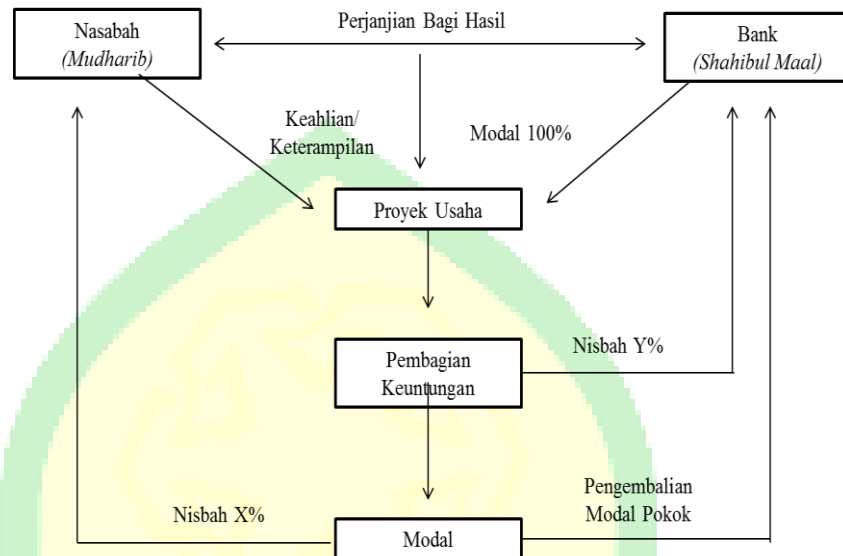 Perjanjian Bagi Hasil
Nasabah
(Mudharib)
Bank
(Shahibul Maal)
Keahlian/
Keterampilan
Modal 100%
Proyek Usaha
Pembagian
Keuntungan
Nisbah Y%
Nisbah X%
Pengembalian
Modal Pokok
Modal